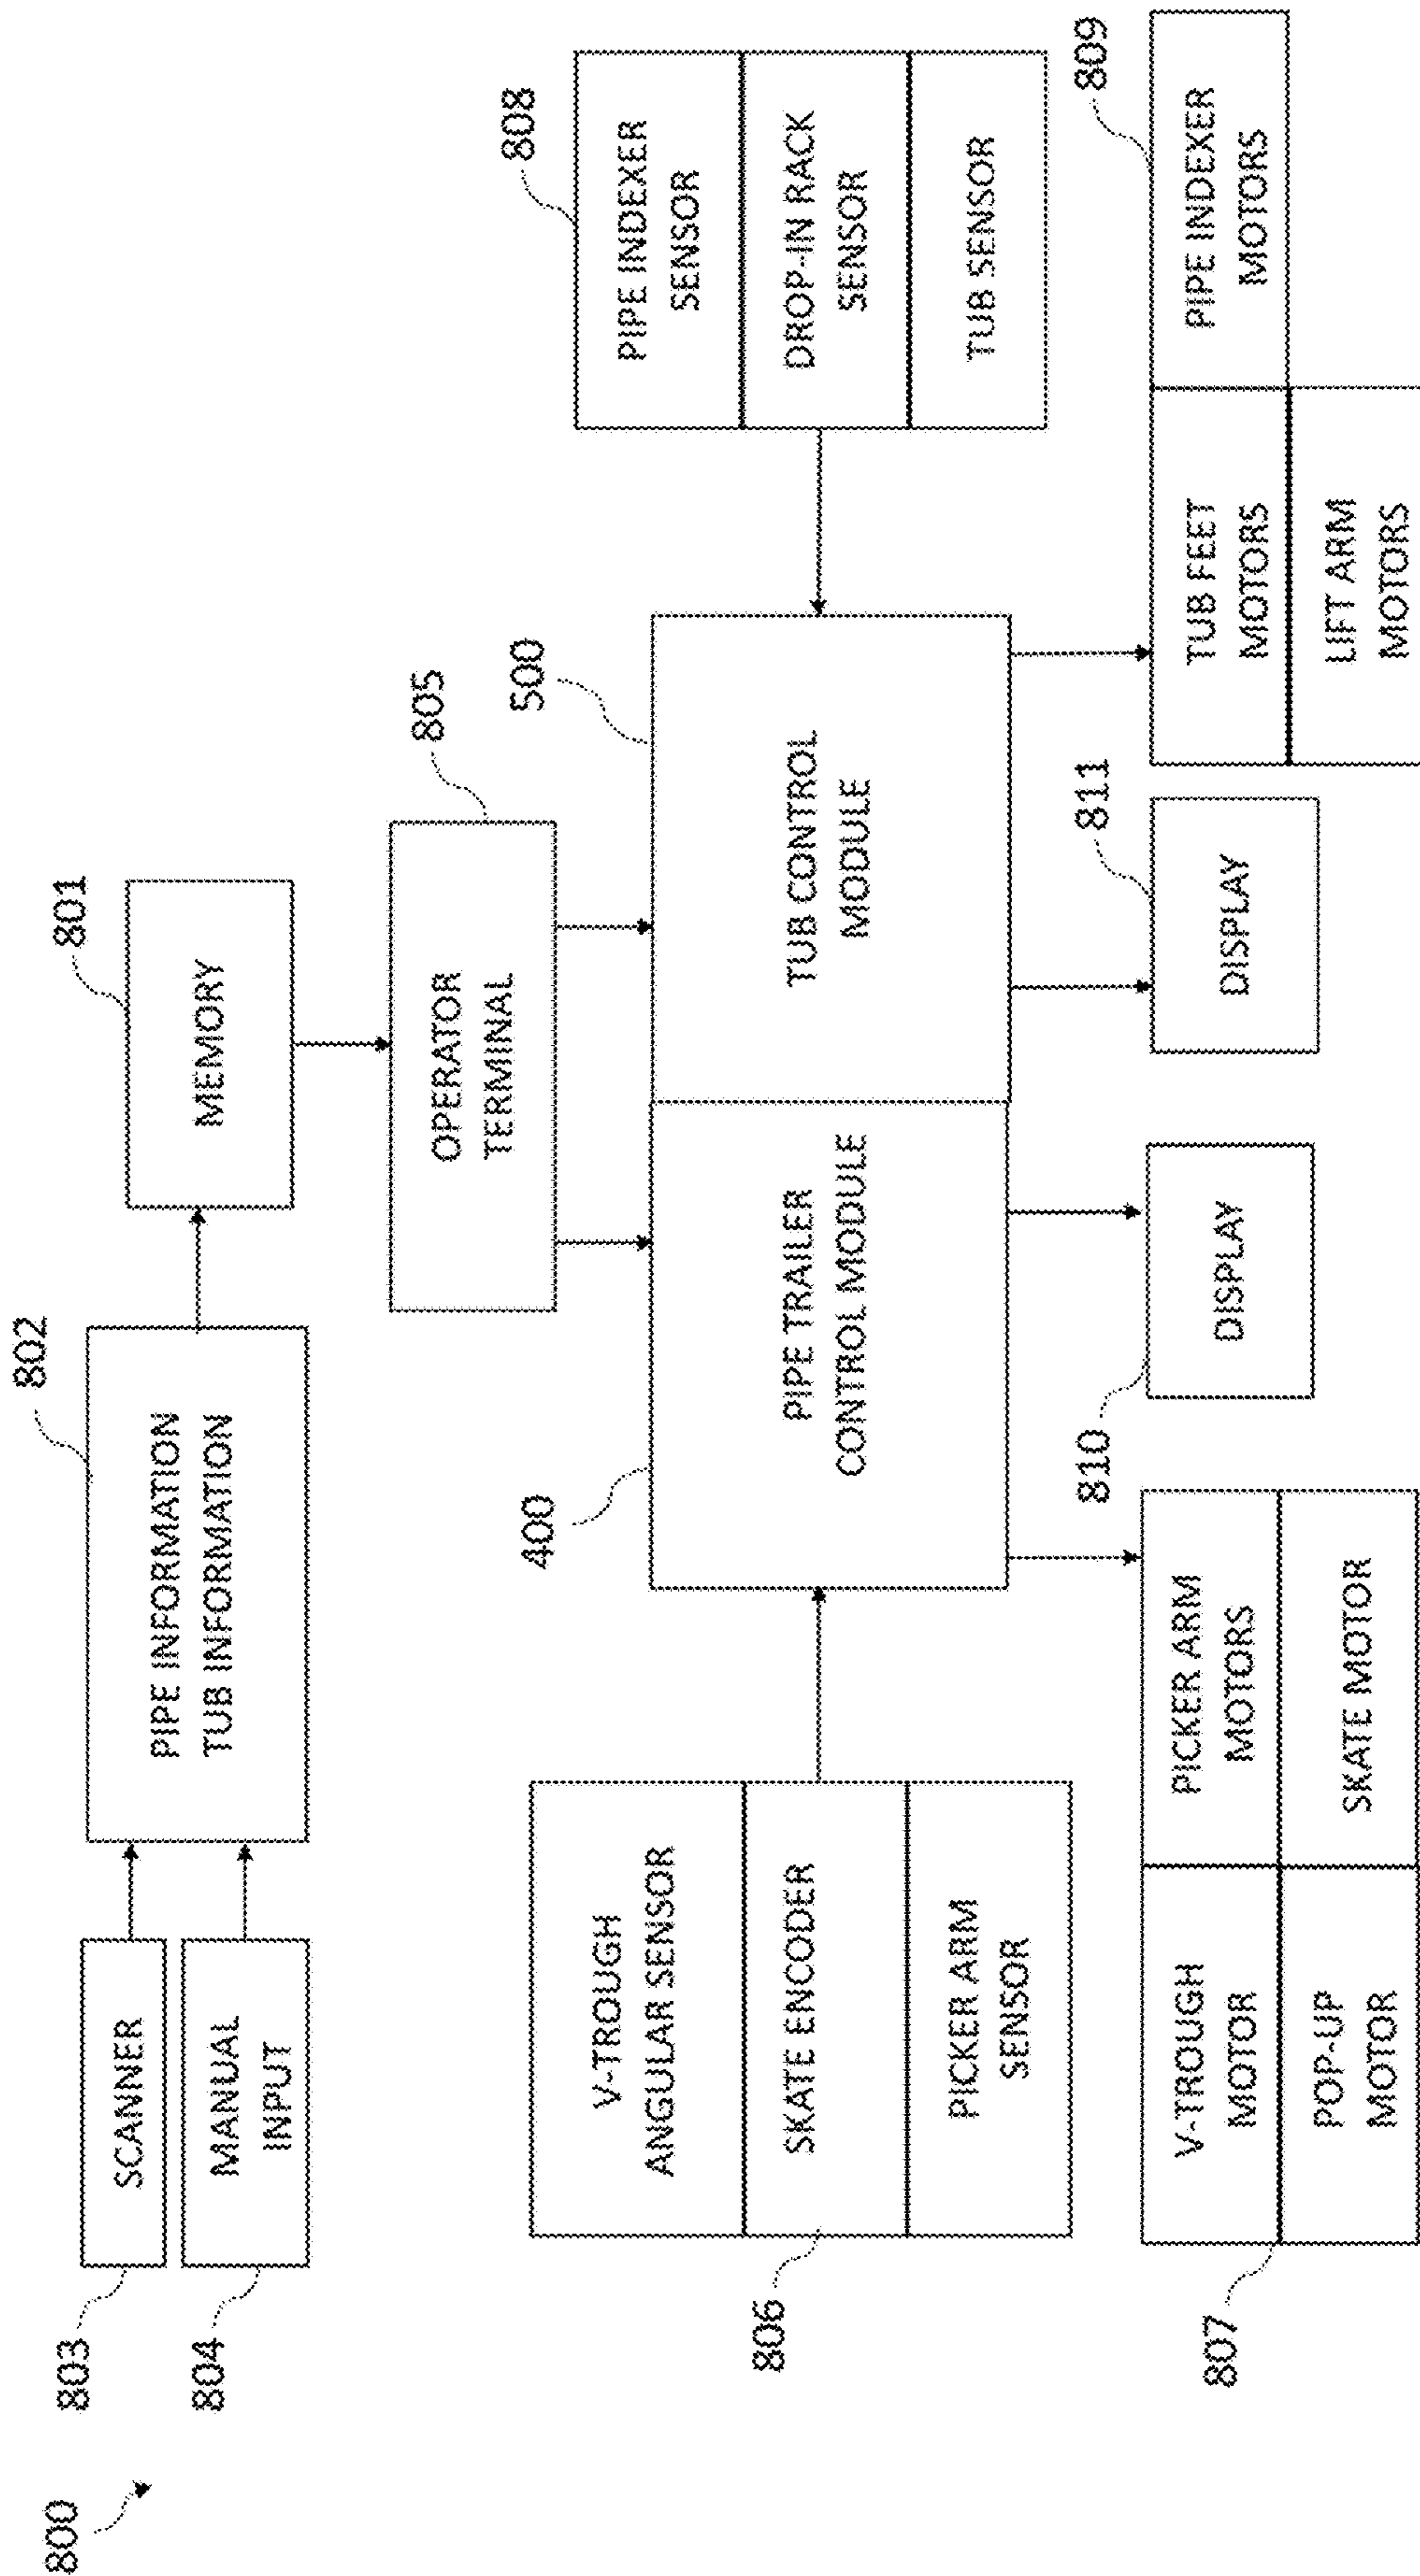 800
803
SCANNER
804
MANUAL
INPUT
802
PIPE INFORMATION
TUB INFORMATION
801
MEMORY
805
OPERATOR
TERMINAL
806
V-TROUGH
ANGULAR SENSOR
SKATE ENCODER
PICKER ARM
SENSOR
400
PIPE TRAILER
CONTROL MODULE
500
TUB CONTROL
MODULE
808
PIPE INDEXER
SENSOR
DROP-IN RACK
SENSOR
TUB SENSOR
807
V-TROUGH
MOTOR
PICKER ARM
MOTORS
POP-UP
MOTOR
SKATE MOTOR
810
DISPLAY
811
DISPLAY
809
TUB FEET
MOTORS
PIPE INDEXER
MOTORS
LIFT ARM
MOTORS